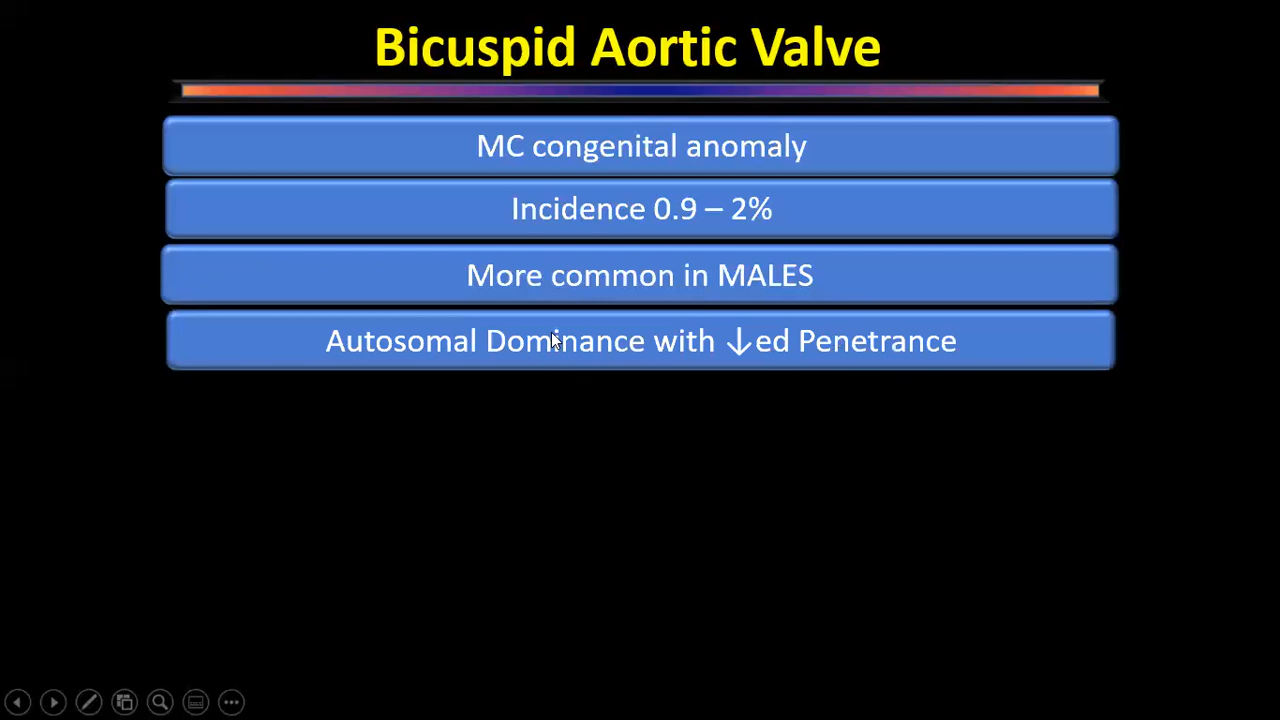 Bicuspid Aortic Valve
MC congenital anomaly
Incidence 0.9 – 2%
More common in MALES
Autosomal Dominance with ↓ed Penetrance